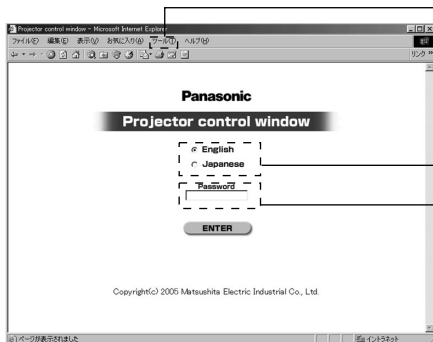 Projector control window - Microsoft Internet Explorer
ファイル(F) 編集(E) 表示(V) お気に入り(A) ツール(T) ヘルプ(H)
リンク
Panasonic
Projector control window
English
Japanese
Password
ENTER
Copyright(c) 2005 Matsushita Electric Industrial Co., Ltd.
ページが表示されました
イントラネット